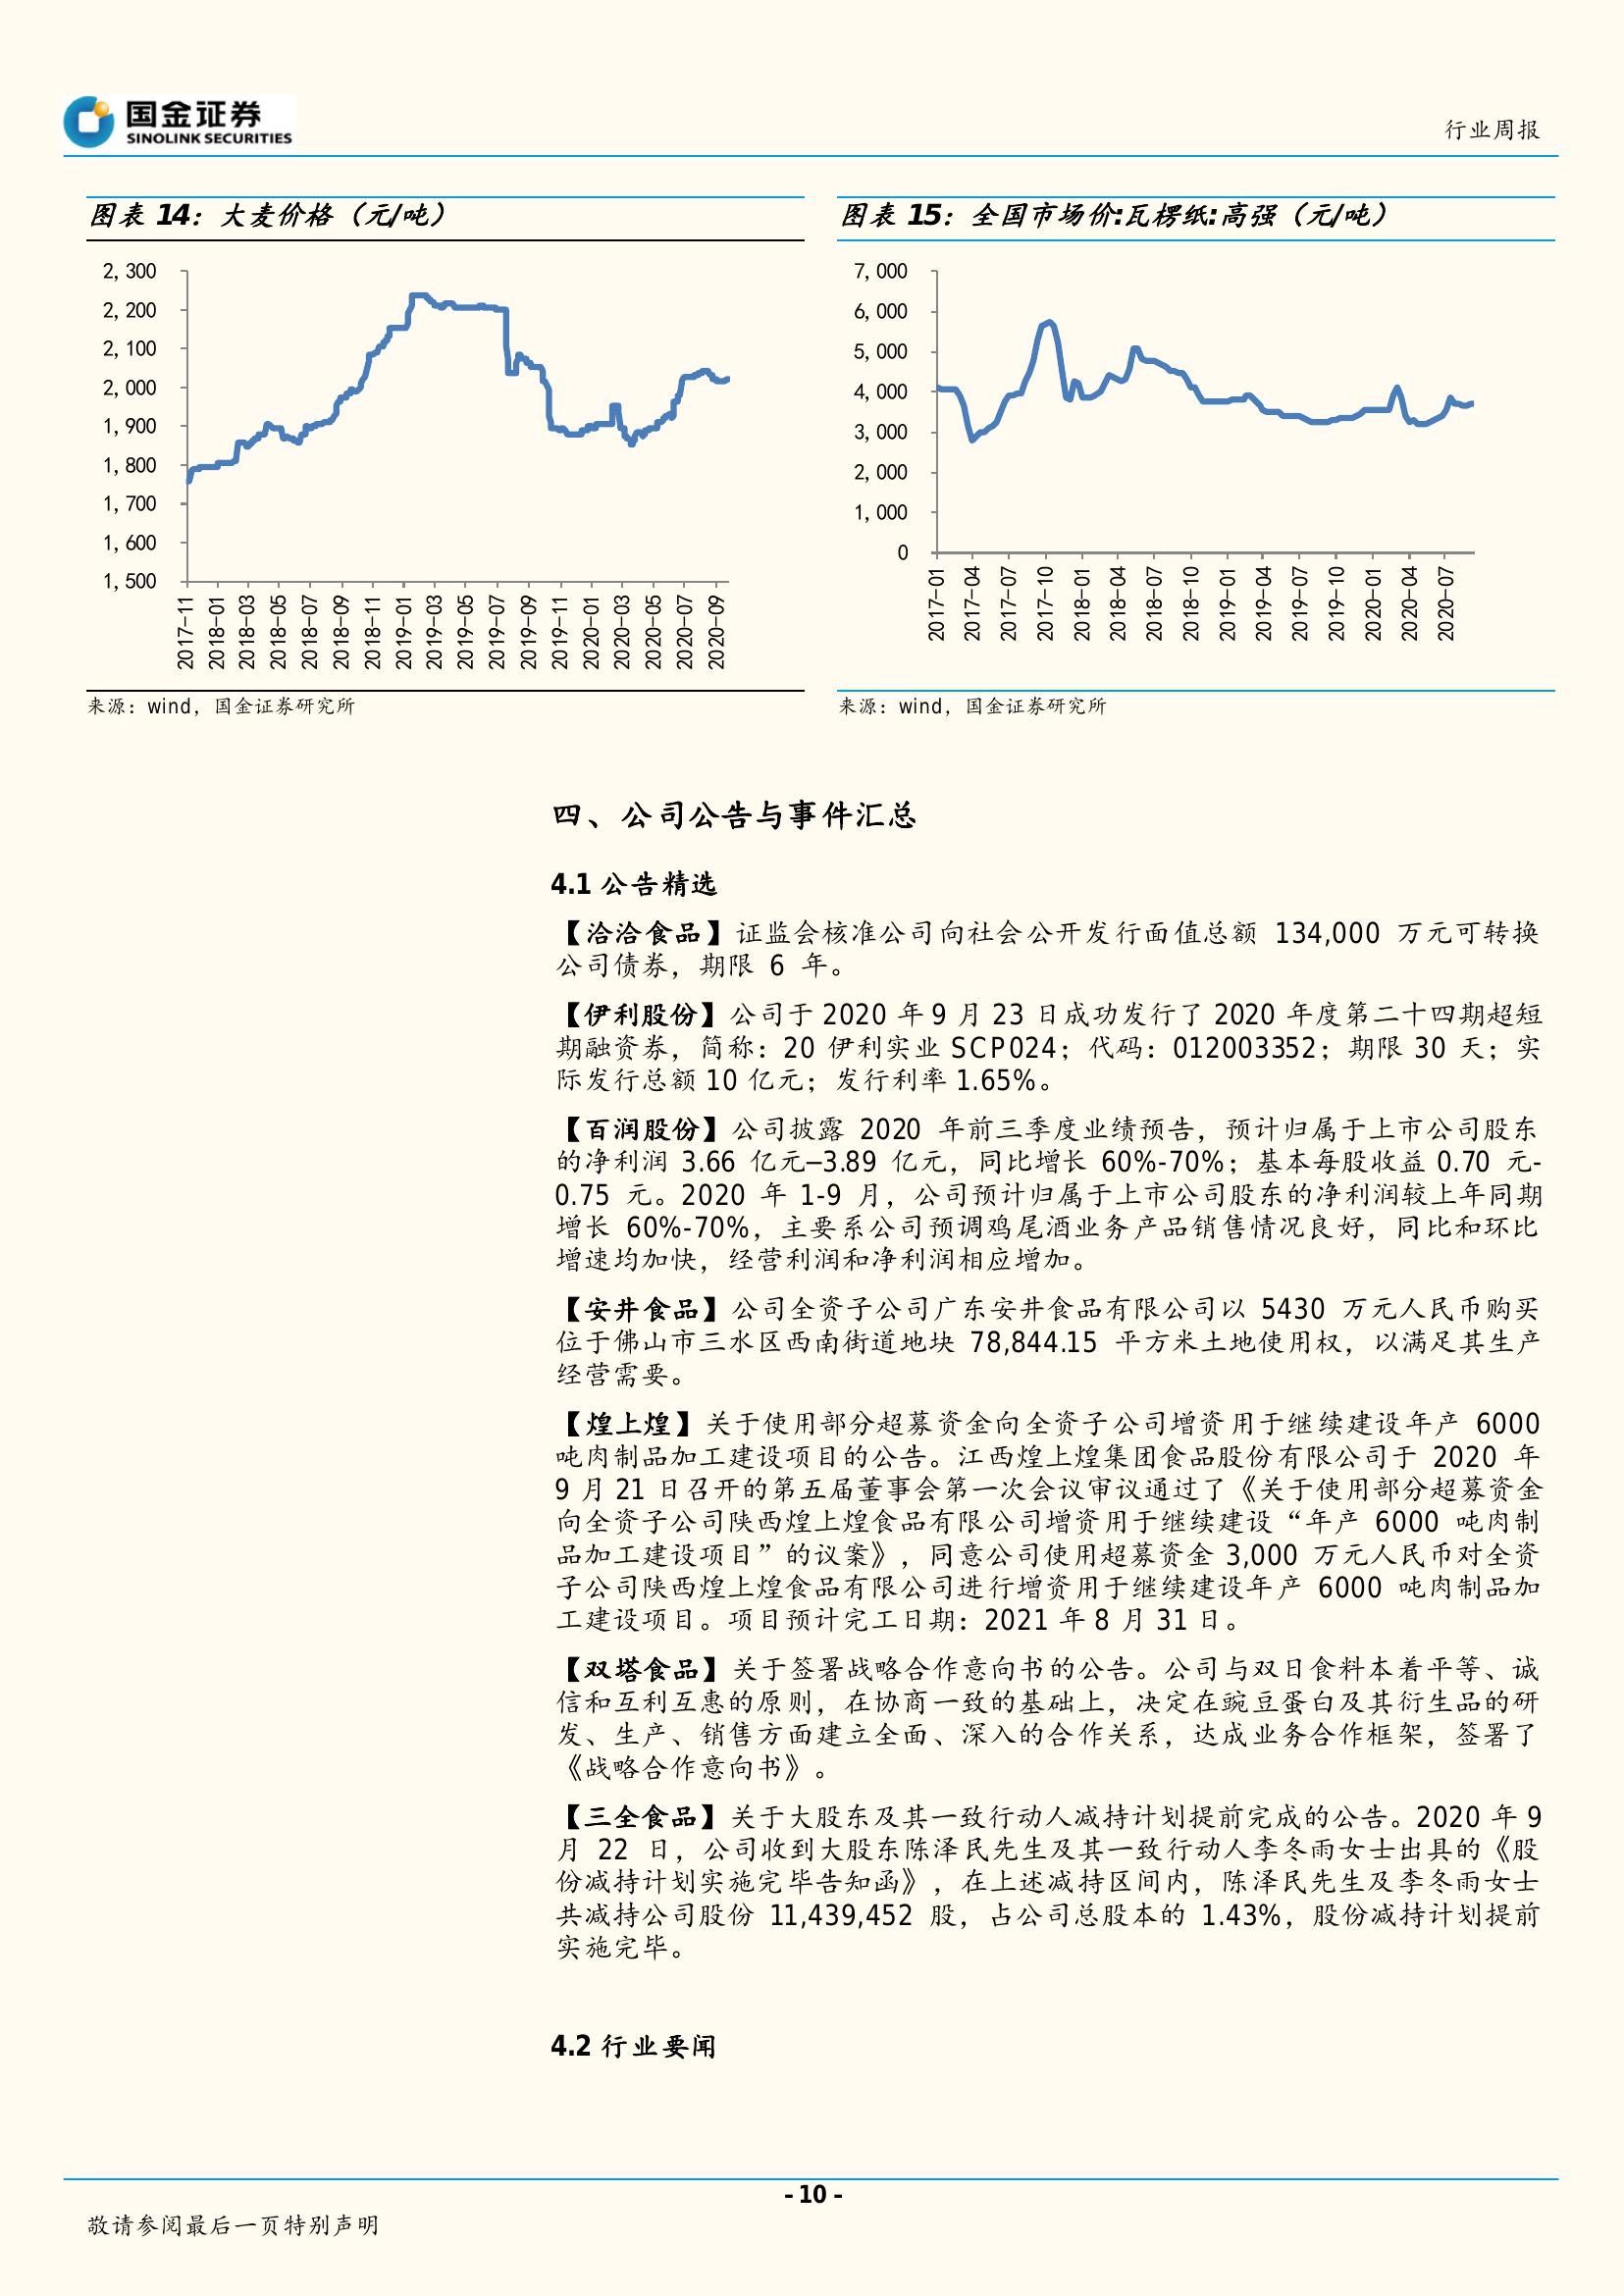 国金证券
SINOLINK SECURITIES
行业周报
图表 14：大麦价格（元/吨）
2,300
2,200
2,100
2,000
1,900
1,800
1,700
1,600
1,500
2017-11
2018-01
2018-03
2018-05
2018-07
2018-09
2018-11
2019-01
2019-03
2019-05
2019-07
2019-09
2019-11
2020-01
2020-03
2020-05
2020-07
2020-09
来源：wind，国金证券研究所
图表 15：全国市场价:瓦楞纸:高强（元/吨）
7,000
6,000
5,000
4,000
3,000
2,000
1,000
0
2017-01
2017-04
2017-07
2017-10
2018-01
2018-04
2018-07
2018-10
2019-01
2019-04
2019-07
2019-10
2020-01
2020-04
2020-07
来源：wind，国金证券研究所
四、公司公告与事件汇总
4.1 公告精选
【洽洽食品】证监会核准公司向社会公开发行面值总额 134,000 万元可转换
公司债券，期限 6 年。
【伊利股份】公司于 2020 年 9 月 23 日成功发行了 2020 年度第二十四期超短
期融资券，简称：20 伊利实业 SCP024；代码：012003352；期限 30 天；实
际发行总额 10 亿元；发行利率 1.65%。
【百润股份】公司披露 2020 年前三季度业绩预告，预计归属于上市公司股东
的净利润 3.66 亿元–3.89 亿元，同比增长 60%-70%；基本每股收益 0.70 元-
0.75 元。2020 年 1-9 月，公司预计归属于上市公司股东的净利润较上年同期
增长 60%-70%，主要系公司预调鸡尾酒业务产品销售情况良好，同比和环比
增速均加快，经营利润和净利润相应增加。
【安井食品】公司全资子公司广东安井食品有限公司以 5430 万元人民币购买
位于佛山市三水区西南街道地块 78,844.15 平方米土地使用权，以满足其生产
经营需要。
【煌上煌】关于使用部分超募资金向全资子公司增资用于继续建设年产 6000
吨肉制品加工建设项目的公告。江西煌上煌集团食品股份有限公司于 2020 年
9 月 21 日召开的第五届董事会第一次会议审议通过了《关于使用部分超募资金
向全资子公司陕西煌上煌食品有限公司增资用于继续建设“年产 6000 吨肉制
品加工建设项目”的议案》，同意公司使用超募资金 3,000 万元人民币对全资
子公司陕西煌上煌食品有限公司进行增资用于继续建设年产 6000 吨肉制品加
工建设项目。项目预计完工日期：2021 年 8 月 31 日。
【双塔食品】关于签署战略合作意向书的公告。公司与双日食料本着平等、诚
信和互利互惠的原则，在协商一致的基础上，决定在豌豆蛋白及其衍生品的研
发、生产、销售方面建立全面、深入的合作关系，达成业务合作框架，签署了
《战略合作意向书》。
【三全食品】关于大股东及其一致行动人减持计划提前完成的公告。2020 年 9
月 22 日，公司收到大股东陈泽民先生及其一致行动人李冬雨女士出具的《股
份减持计划实施完毕告知函》，在上述减持区间内，陈泽民先生及李冬雨女士
共减持公司股份 11,439,452 股，占公司总股本的 1.43%，股份减持计划提前
实施完毕。
4.2 行业要闻
- 10 -
敬请参阅最后一页特别声明